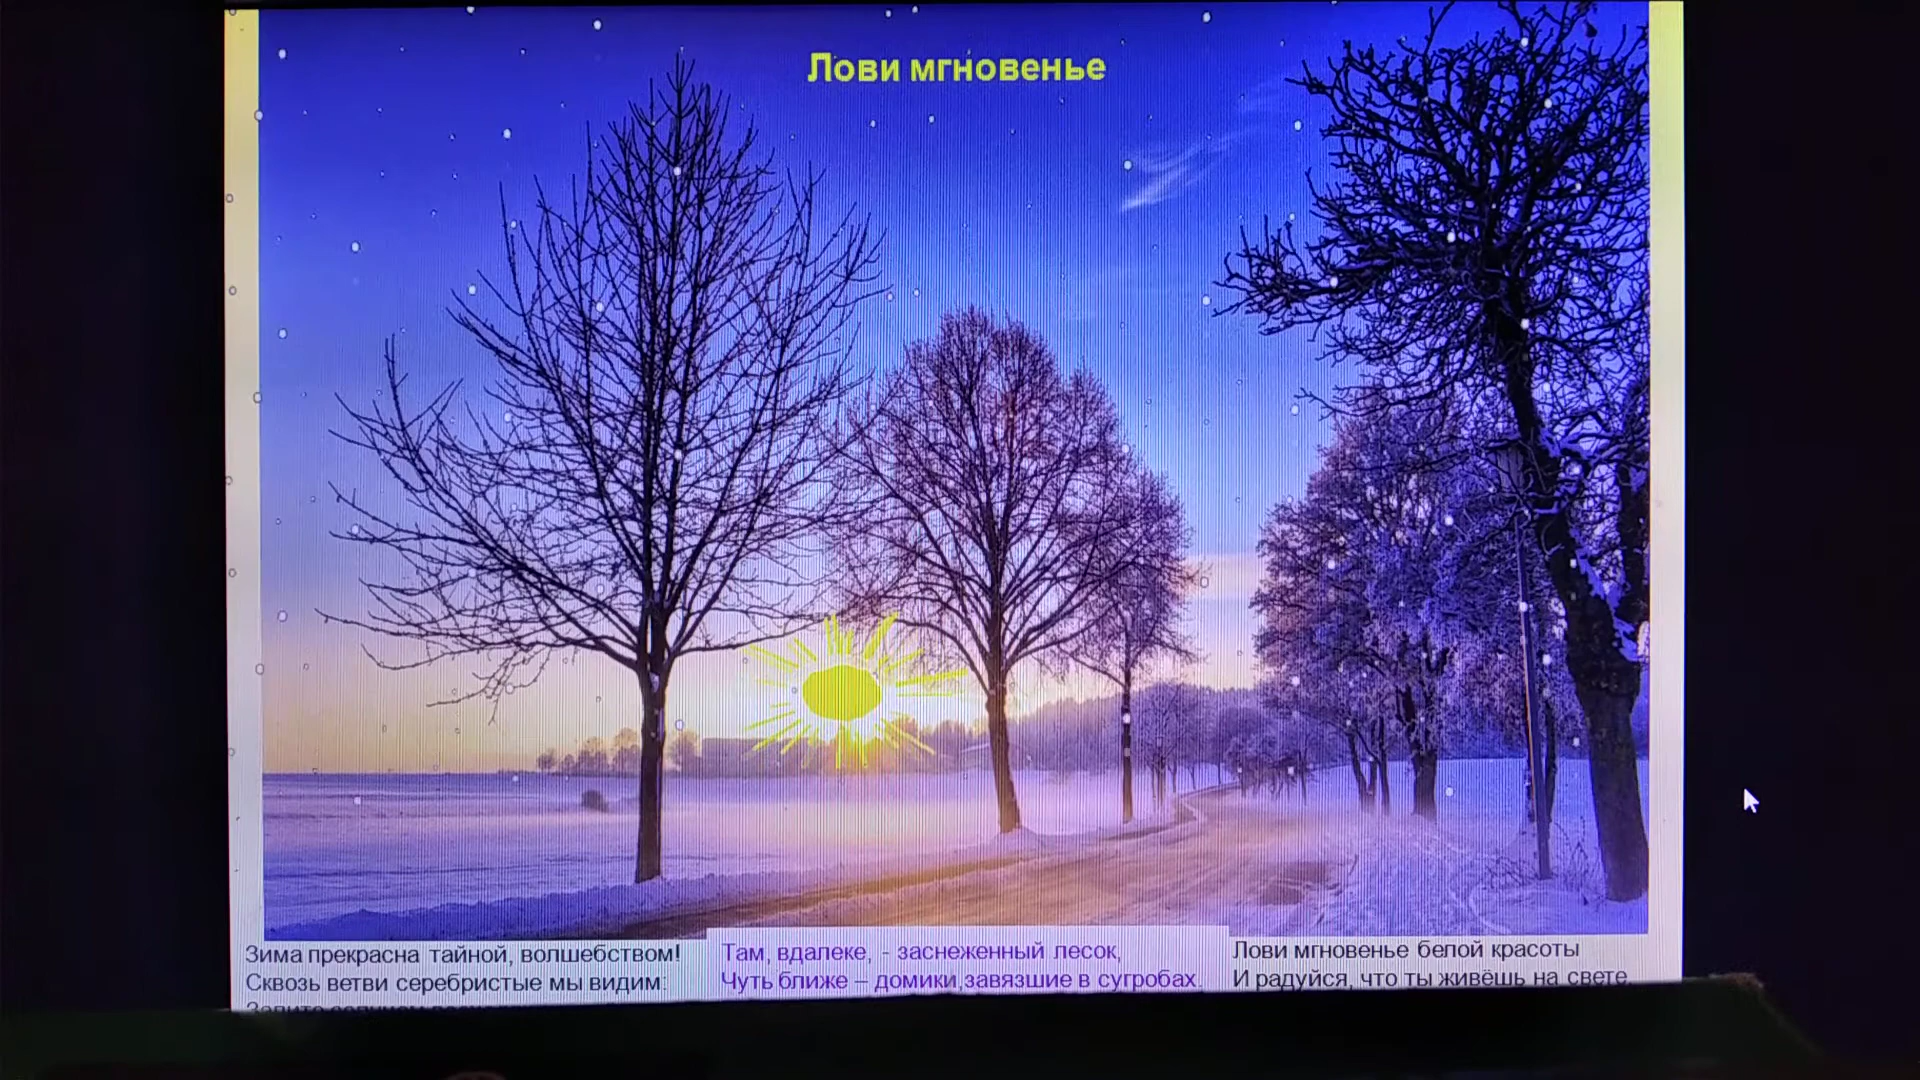 Лови мгновенье
Зима прекрасна тайной, волшебством!
Сквозь ветви серебристые мы видим:
Там, вдалеке, - заснеженный лесок,
Чуть ближе – домики,завязшие в сугробах.
Лови мгновенье белой красоты
И радуйся, что ты живёшь на свете.